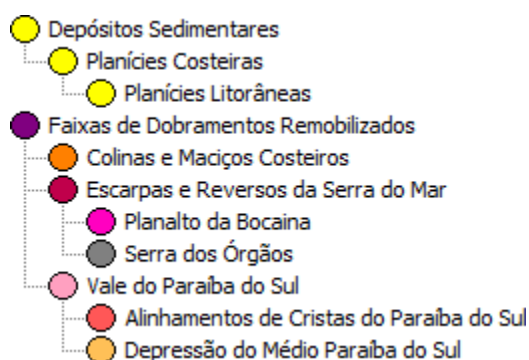 Depósitos Sedimentares
Planícies Costeiras
Planícies Litorâneas
Faixas de Dobramentos Remobilizados
Colinas e Maciços Costeiros
Escarpas e Reversos da Serra do Mar
Planalto da Bocaina
Serra dos Órgãos
Vale do Paraíba do Sul
Alinhamentos de Cristas do Paraíba do Sul
Depressão do Médio Paraíba do Sul